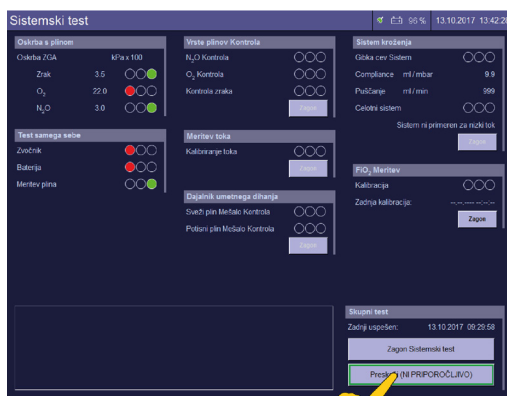 Sistemski test
96 %
13.10.2017 13:42:20
Oskrba s plinom
Oskrba ZGA kPa x 100
Zrak 3.5
O₂ 22.0
N₂O 3.0
Test samega sebe
Zvočnik
Baterija
Meritev plina
Vrste plinov Kontrola
N₂O Kontrola
O₂ Kontrola
Kontrola zraka
Zagon
Meritev toka
Kalibriranje toka
Zagon
Dajalnik umetnega dihanja
Sveži plin Mešalo Kontrola
Potisni plin Mešalo Kontrola
Zagon
Sistem kroženja
Gibka cev Sistem
Compliance ml / mbar 9.9
Puščanje ml / min 999
Celotni sistem
Sistem ni primeren za nizki tok
Zagon
FiO₂ Meritev
Kalibracija
Zadnja kalibracija: --.--.---- --:--:--
Zagon
Skupni test
Zadnji uspešen: 13.10.2017 09:29:58
Zagon Sistemski test
(NI PRIPOROČLJIVO)